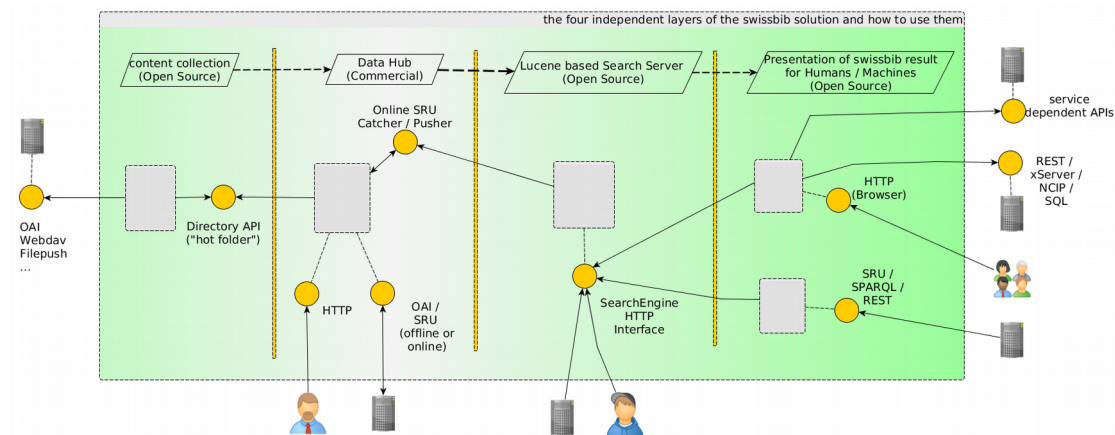 the four independent layers of the swissbib solution and how to use them
content collection
(Open Source)
Data Hub
(Commercial)
Lucene based Search Server
(Open Source)
Presentation of swissbib result
for Humans / Machines
(Open Source)
Online SRU
Catcher / Pusher
service
dependent APIs
REST /
xServer /
NCIP /
SQL
HTTP
(Browser)
OAI
Webdav
Filepush
...
Directory API
("hot folder")
HTTP
OAI /
SRU
(offline or
online)
SearchEngine
HTTP
Interface
SRU /
SPARQL /
REST